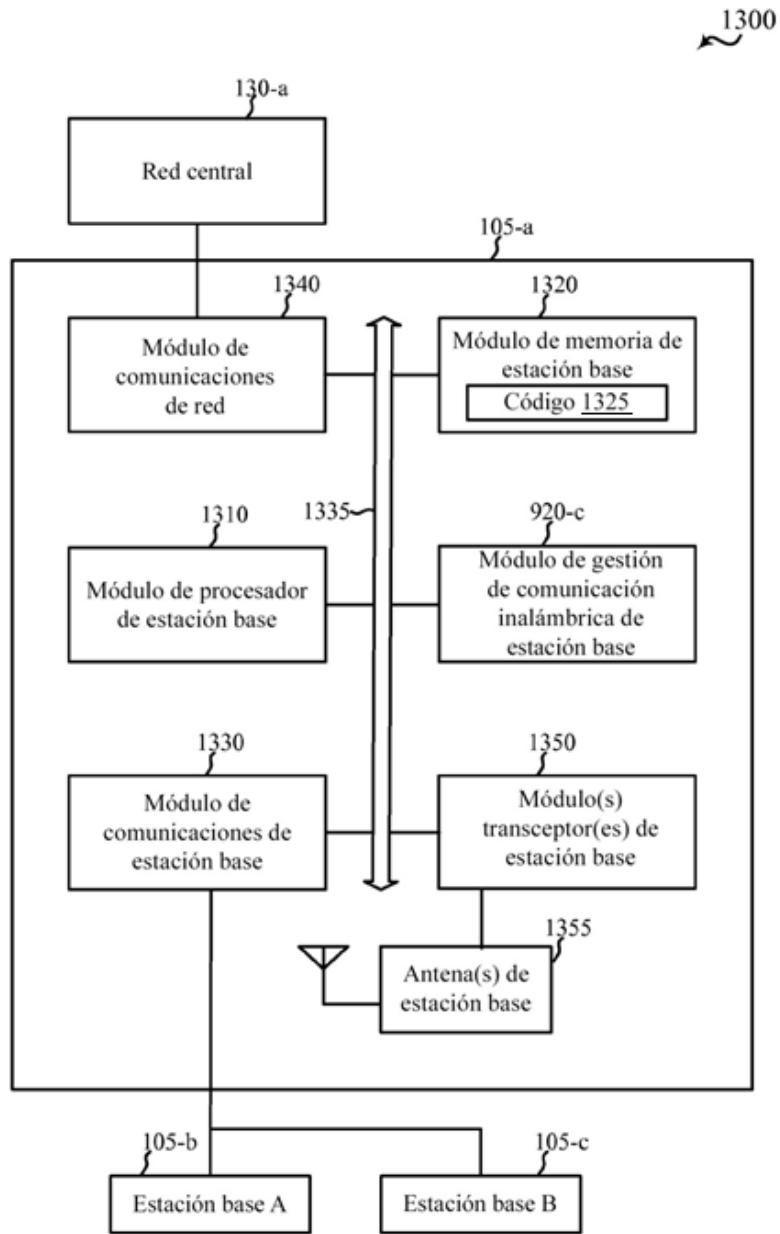 1300
130-a
Red central
105-a
1340
Módulo de
comunicaciones
de red
1320
Módulo de memoria de
estación base
Código 1325
1335
1310
Módulo de procesador
de estación base
920-c
Módulo de gestión
de comunicación
inalámbrica de
estación base
1330
Módulo de
comunicaciones de
estación base
1350
Módulo(s)
transceptor(es) de
estación base
1355
Antena(s) de
estación base
105-b
Estación base A
105-c
Estación base B